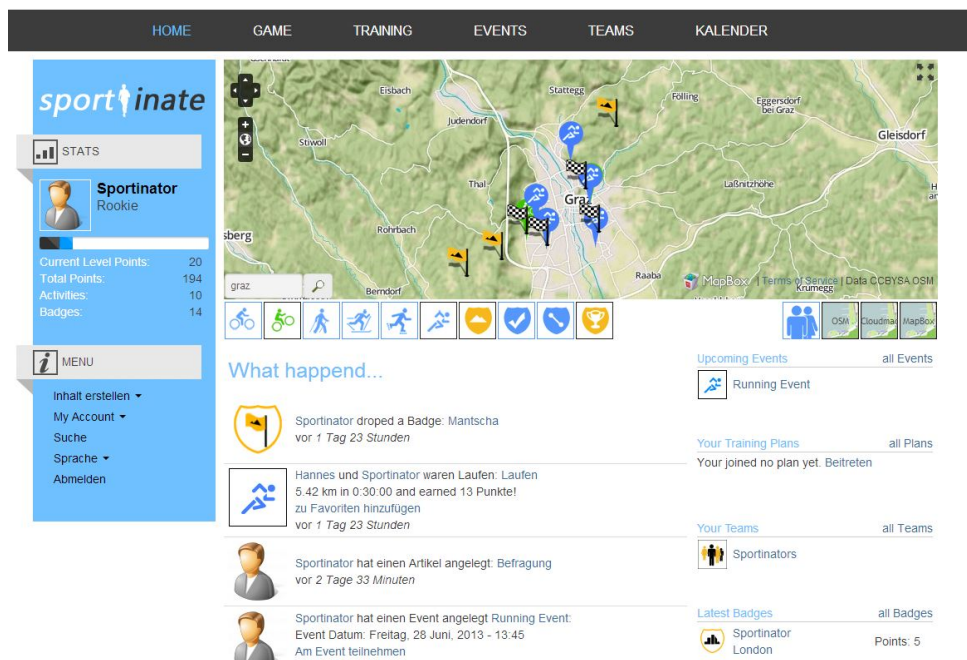 HOME GAME TRAINING EVENTS TEAMS KALENDER
sportinate
STATS
Sportinator
Rookie
Current Level Points: 20
Total Points: 194
Activities: 10
Badges: 14
MENU
Inhalt erstellen
My Account
Suche
Sprache
Abmelden
Eisbach
Stattegg
Fölling
Eggersdorf
bei Graz
Judendorf
Gleisdorf
Stiwoll
Thal
Laßnitzhöhe
Graz
Rohrbach
sberg
Raaba
Krumegg
Berndorf
graz
MapBox | Terms of Service | Data CCBYSA OSM
OSM Cloudmad MapBox
What happend...
Sportinator droped a Badge: Mantscha
vor 1 Tag 23 Stunden
Hannes und Sportinator waren Laufen: Laufen
5.42 km in 0:30:00 and earned 13 Punkte!
zu Favoriten hinzufügen
vor 1 Tag 23 Stunden
Sportinator hat einen Artikel angelegt: Befragung
vor 2 Tage 33 Minuten
Sportinator hat einen Event angelegt Running Event:
Event Datum: Freitag, 28 Juni, 2013 - 13:45
Am Event teilnehmen
Upcoming Events all Events
Running Event
Your Training Plans all Plans
Your joined no plan yet. Beitreten
Your Teams all Teams
Sportinators
Latest Badges all Badges
Sportinator
London
Points: 5